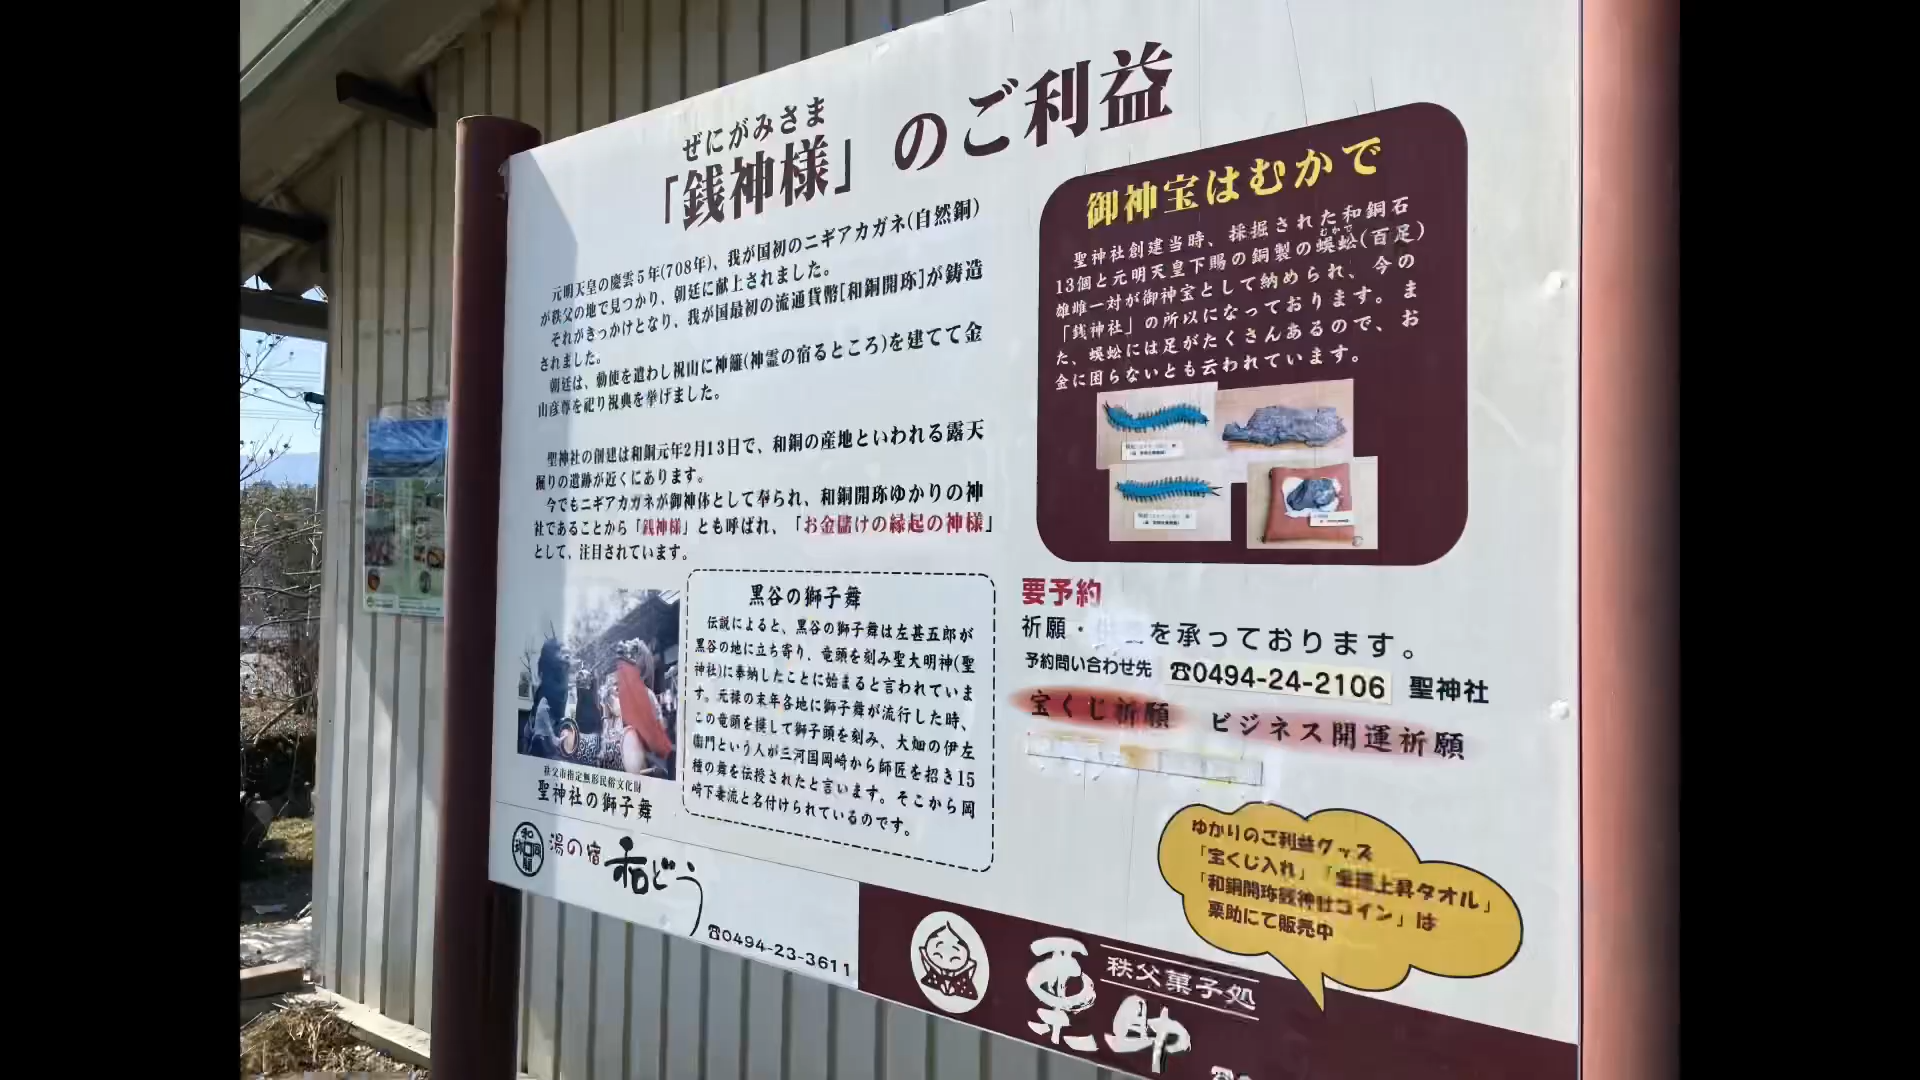 ぜにがみさま
「銭神様」のご利益
元明天皇の慶雲5年(708年)、我が国初のニギアカガネ(自然銅)
が秩父の地で見つかり、朝廷に献上されました。
それがきっかけとなり、我が国最初の流通貨幣[和銅開珎]が鋳造
されました。
朝廷は、勅使を遣わし祝山に神籬(神霊の宿るところ)を建てて金
山彦尊を祀り祝典を挙げました。
聖神社の創建は和銅元年2月13日で、和銅の産地といわれる露天
掘りの遺跡が近くにあります。
今でもニギアカガネが御神体として奉られ、和銅開珎ゆかりの神
社であることから「銭神様」とも呼ばれ、「お金儲けの縁起の神様」
として、注目されています。
秩父市指定無形民俗文化財
聖神社の獅子舞
黒谷の獅子舞
伝説によると、黒谷の獅子舞は左甚五郎が
黒谷の地に立ち寄り、竜頭を刻み聖大明神(聖
神社)に奉納したことに始まると言われていま
す。元禄の末年各地に獅子舞が流行した時、
この竜頭を摸して獅子頭を刻み、大畑の伊左
衛門という人が三河国岡崎から師匠を招き15
種の舞を伝授されたと言います。そこから岡
崎下妻流と名付けられているのです。
御神宝はむかで
聖神社創建当時、採掘された和銅石
むかで
13個と元明天皇下賜の銅製の蜈蚣(百足)
雄雌一対が御神宝として納められ、今の
「銭神社」の所以になっております。ま
た、蜈蚣には足がたくさんあるので、お
金に困らないとも云われています。
要予約
祈願・ を承っております。
予約問い合わせ先 ☎0494-24-2106 聖神社
宝くじ祈願 ビジネス開運祈願
ゆかりのご利益グッズ
「宝くじ入れ」「 上昇タオル」
「和銅開珎銭神社コイン」は
栗助にて販売中
和銅開珎
湯の宿 和どう
☎0494-23-3611
秩父菓子処
栗助